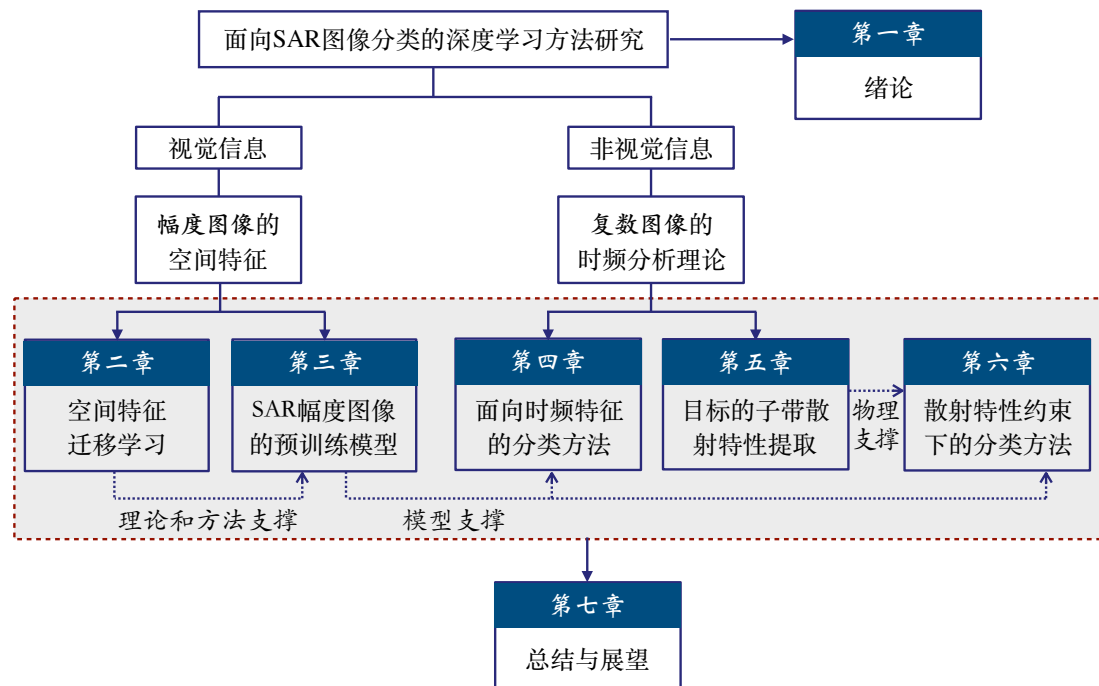 面向SAR图像分类的深度学习方法研究
第一章
绪论
视觉信息
非视觉信息
幅度图像的
空间特征
复数图像的
时频分析理论
第二章
空间特征
迁移学习
第三章
SAR幅度图像
的预训练模型
第四章
面向时频特征
的分类方法
第五章
目标的子带散
射特性提取
物理
支撑
第六章
散射特性约束
下的分类方法
理论和方法支撑
模型支撑
第七章
总结与展望